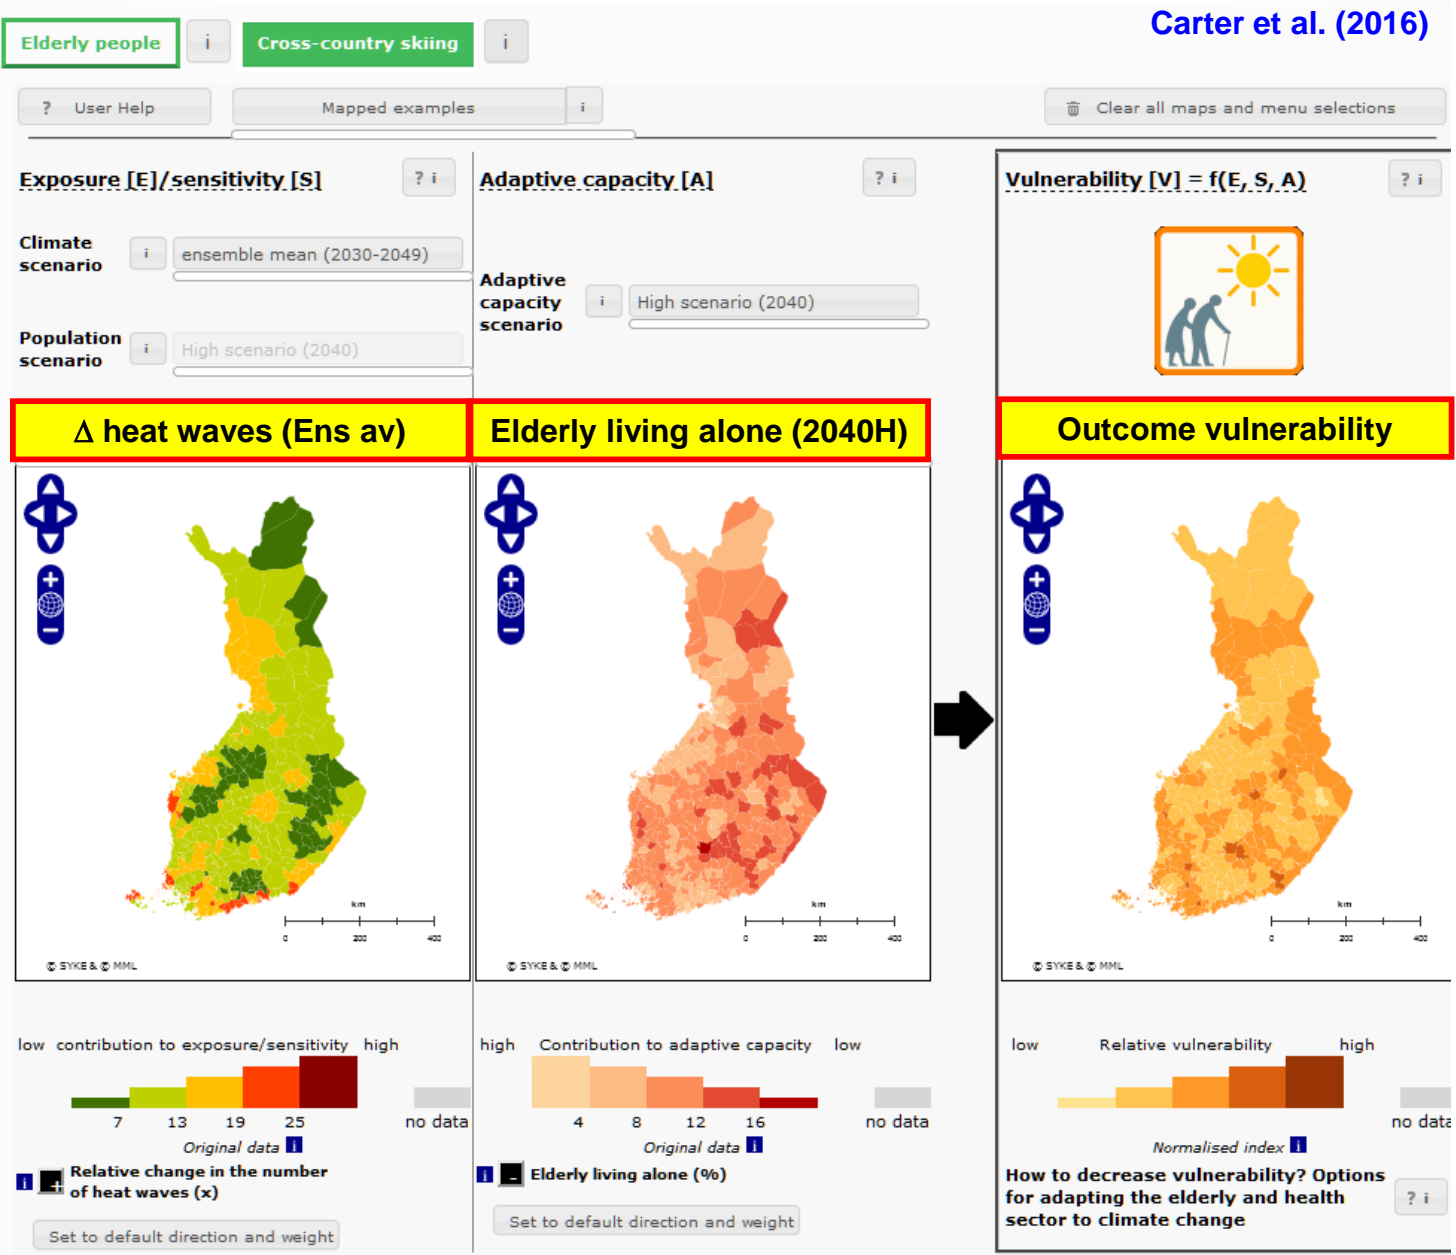 Carter et al. (2016)
Elderly people
i
Cross-country skiing
i
? User Help
Mapped examples
i
Clear all maps and menu selections
Exposure [E]/sensitivity [S]
? i
Climate
scenario
i
ensemble mean (2030-2049)
Population
scenario
i
High scenario (2040)
Adaptive capacity [A]
? i
Adaptive
capacity
scenario
i
High scenario (2040)
Vulnerability [V] = f(E, S, A)
? i
Δ heat waves (Ens av)
Elderly living alone (2040H)
Outcome vulnerability
km
0 200 400
© SYKE & © MML
km
0 200 400
© SYKE & © MML
km
0 200 400
© SYKE & © MML
low contribution to exposure/sensitivity high
7 13 19 25
no data
Original data i
i + Relative change in the number
of heat waves (x)
Set to default direction and weight
high Contribution to adaptive capacity low
4 8 12 16
no data
Original data i
i - Elderly living alone (%)
Set to default direction and weight
low Relative vulnerability high
no data
Normalised index i
How to decrease vulnerability? Options
for adapting the elderly and health
sector to climate change
? i